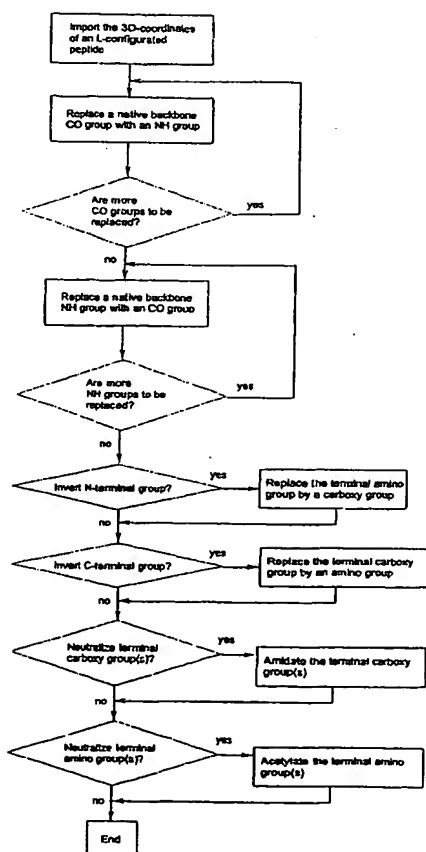 Import the 3D-coordinates
of an L-configurated
peptide
Replace a native backbone
CO group with an NH group
Are more
CO groups to be
replaced?
yes
no
Replace a native backbone
NH group with an CO group
Are more
NH groups to be
replaced?
yes
no
Invert N-terminal group?
yes
Replace the terminal amino
group by a carboxy group
no
Invert C-terminal group?
yes
Replace the terminal carboxy
group by an amino group
no
Neutralize terminal
carboxy group(s)?
yes
Amidate the terminal carboxy
group(s)
no
Neutralize terminal
amino group(s)?
yes
Acetylate the terminal amino
group(s)
no
End